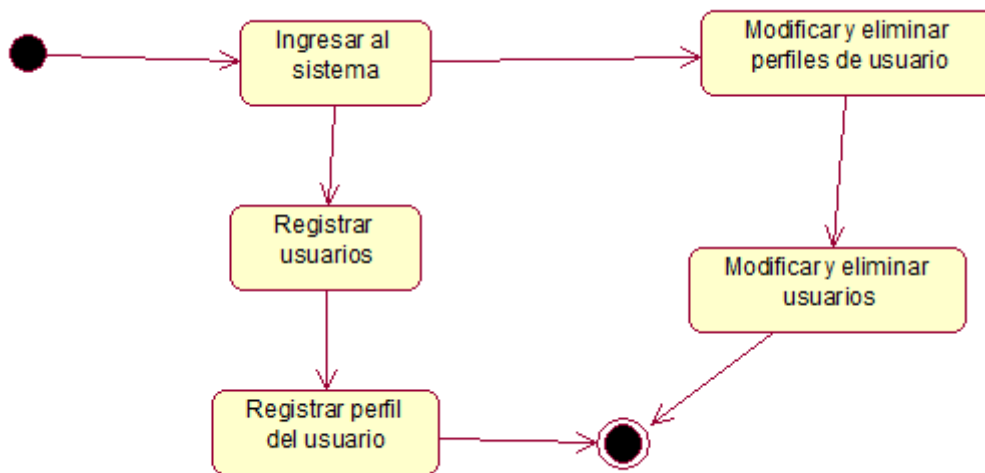 Ingresar al
sistema
Modificar y eliminar
perfiles de usuario
Registrar
usuarios
Modificar y eliminar
usuarios
Registrar perfil
del usuario